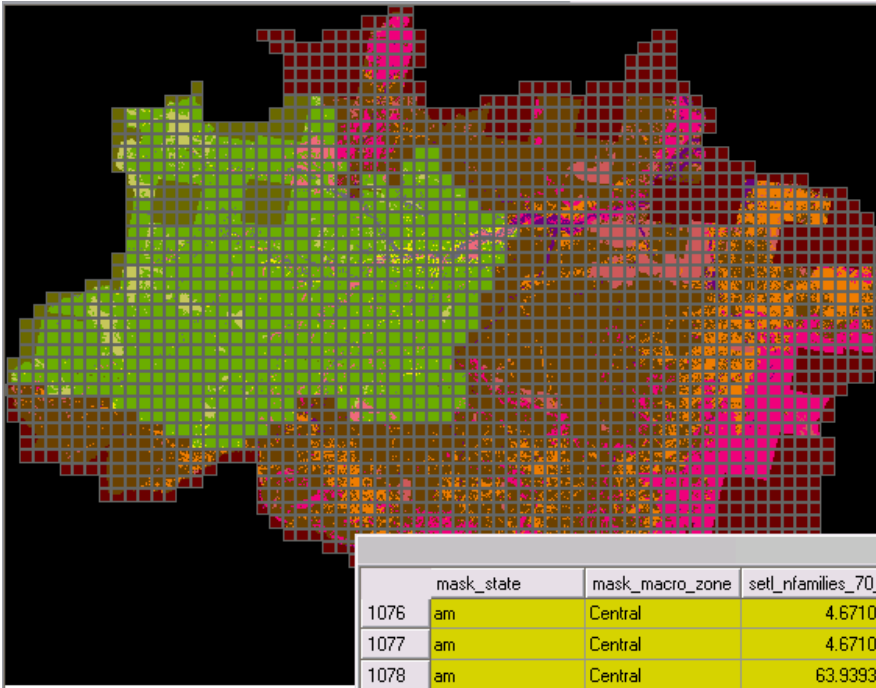 mask_state mask_macro_zone setl_nfamilies_70_
1076 am Central 4.6710
1077 am Central 4.6710
1078 am Central 63.9393